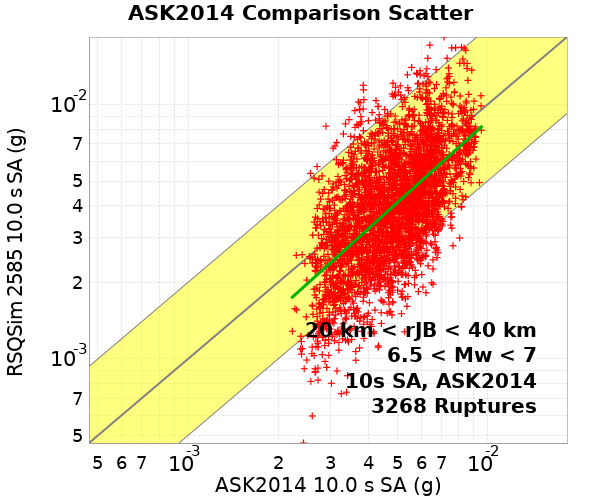 ASK2014 Comparison Scatter
RSQSim 2585 10.0 s SA (g)
10-2
7
5
4
3
2
10-3
7
5
20 km < rJB < 40 km
6.5 < Mw < 7
10s SA, ASK2014
3268 Ruptures
5 6 7 10-3 2 3 4 5 6 7 10-2
ASK2014 10.0 s SA (g)